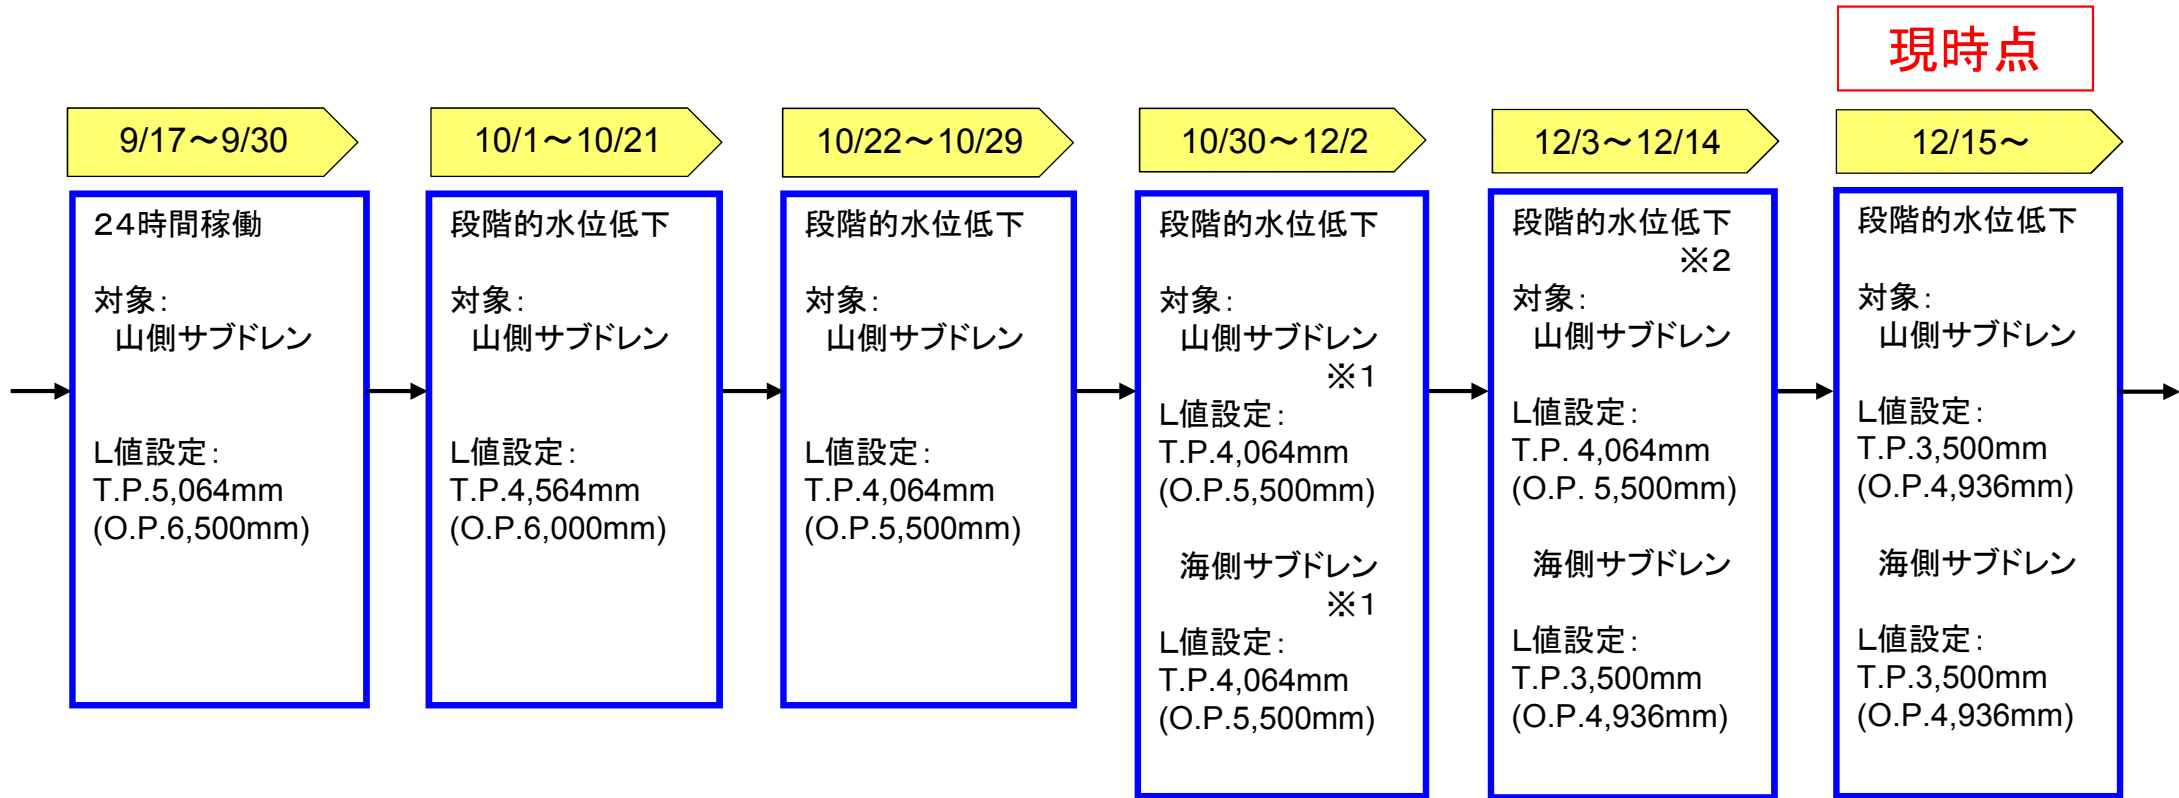 現時点
9/17～9/30
24時間稼働
対象：
山側サブドレン
L値設定：
T.P.5,064mm
(O.P.6,500mm)
10/1～10/21
段階的水位低下
対象：
山側サブドレン
L値設定：
T.P.4,564mm
(O.P.6,000mm)
10/22～10/29
段階的水位低下
対象：
山側サブドレン
L値設定：
T.P.4,064mm
(O.P.5,500mm)
10/30～12/2
段階的水位低下
対象：
山側サブドレン
※1
L値設定：
T.P.4,064mm
(O.P.5,500mm)
海側サブドレン
※1
L値設定：
T.P.4,064mm
(O.P.5,500mm)
12/3～12/14
段階的水位低下
※2
対象：
山側サブドレン
L値設定：
T.P. 4,064mm
(O.P. 5,500mm)
海側サブドレン
L値設定：
T.P.3,500mm
(O.P.4,936mm)
12/15～
段階的水位低下
対象：
山側サブドレン
L値設定：
T.P.3,500mm
(O.P.4,936mm)
海側サブドレン
L値設定：
T.P.3,500mm
(O.P.4,936mm)